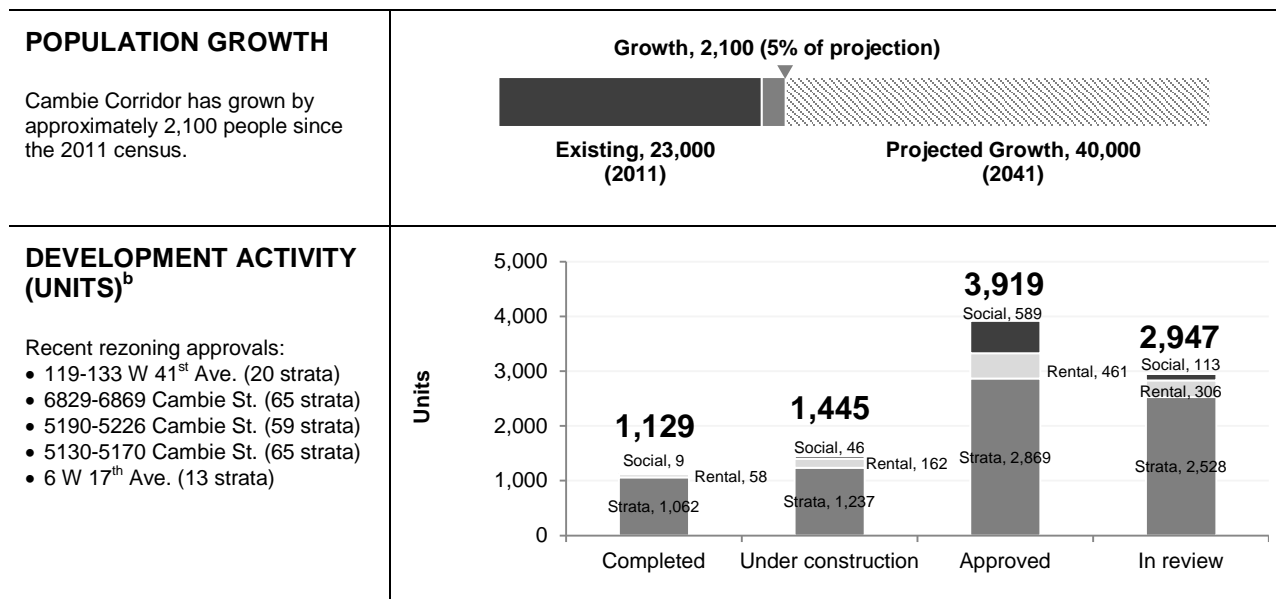 POPULATION GROWTH
Cambie Corridor has grown by
approximately 2,100 people since
the 2011 census.
Growth, 2,100 (5% of projection)
Existing, 23,000
(2011)
Projected Growth, 40,000
(2041)
DEVELOPMENT ACTIVITY
(UNITS)b
Recent rezoning approvals:
• 119-133 W 41st Ave. (20 strata)
• 6829-6869 Cambie St. (65 strata)
• 5190-5226 Cambie St. (59 strata)
• 5130-5170 Cambie St. (65 strata)
• 6 W 17th Ave. (13 strata)
Units
5,000
4,000
3,000
2,000
1,000
0
1,129
Social, 9
Rental, 58
Strata, 1,062
Completed
1,445
Social, 46
Rental, 162
Strata, 1,237
Under construction
3,919
Social, 589
Rental, 461
Strata, 2,869
Approved
2,947
Social, 113
Rental, 306
Strata, 2,528
In review